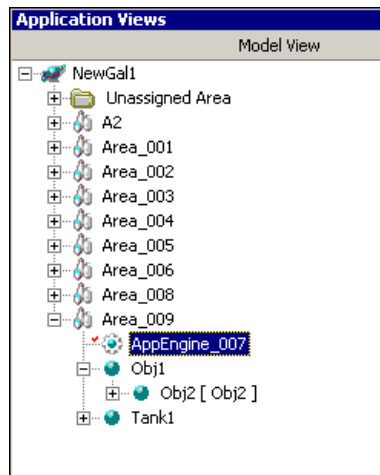 Application Views
Model View
NewGal1
Unassigned Area
A2
Area_001
Area_002
Area_003
Area_004
Area_005
Area_006
Area_008
Area_009
AppEngine_007
Obj1
Obj2 [ Obj2 ]
Tank1